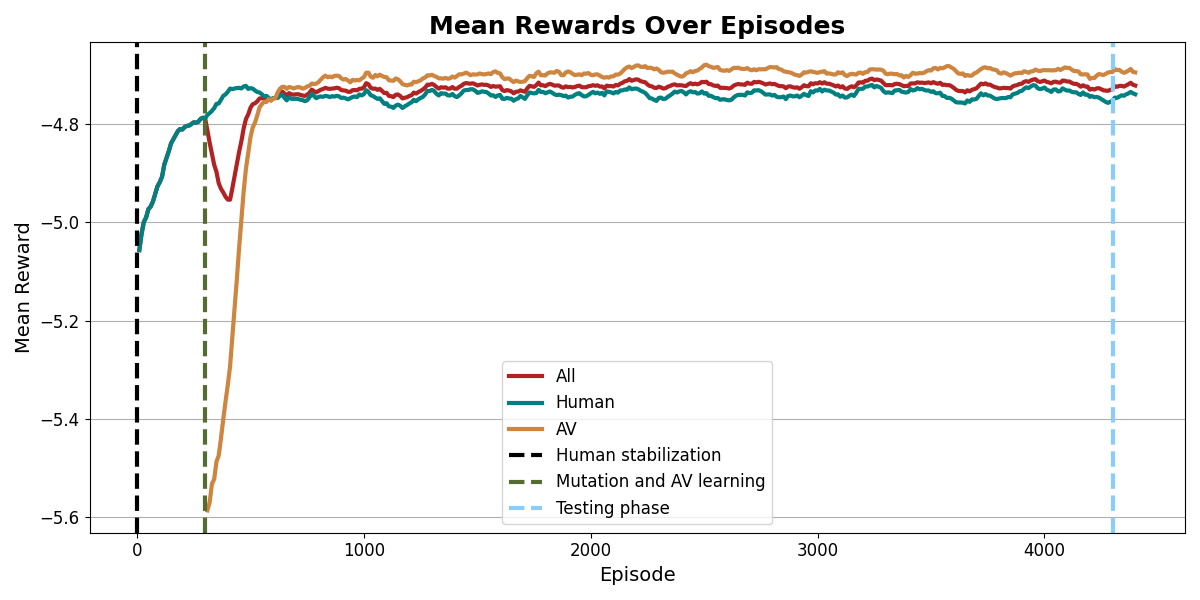 Mean Rewards Over Episodes
Mean Reward
−4.8
−5.0
−5.2
−5.4
−5.6
All
Human
AV
Human stabilization
Mutation and AV learning
Testing phase
0 1000 2000 3000 4000
Episode